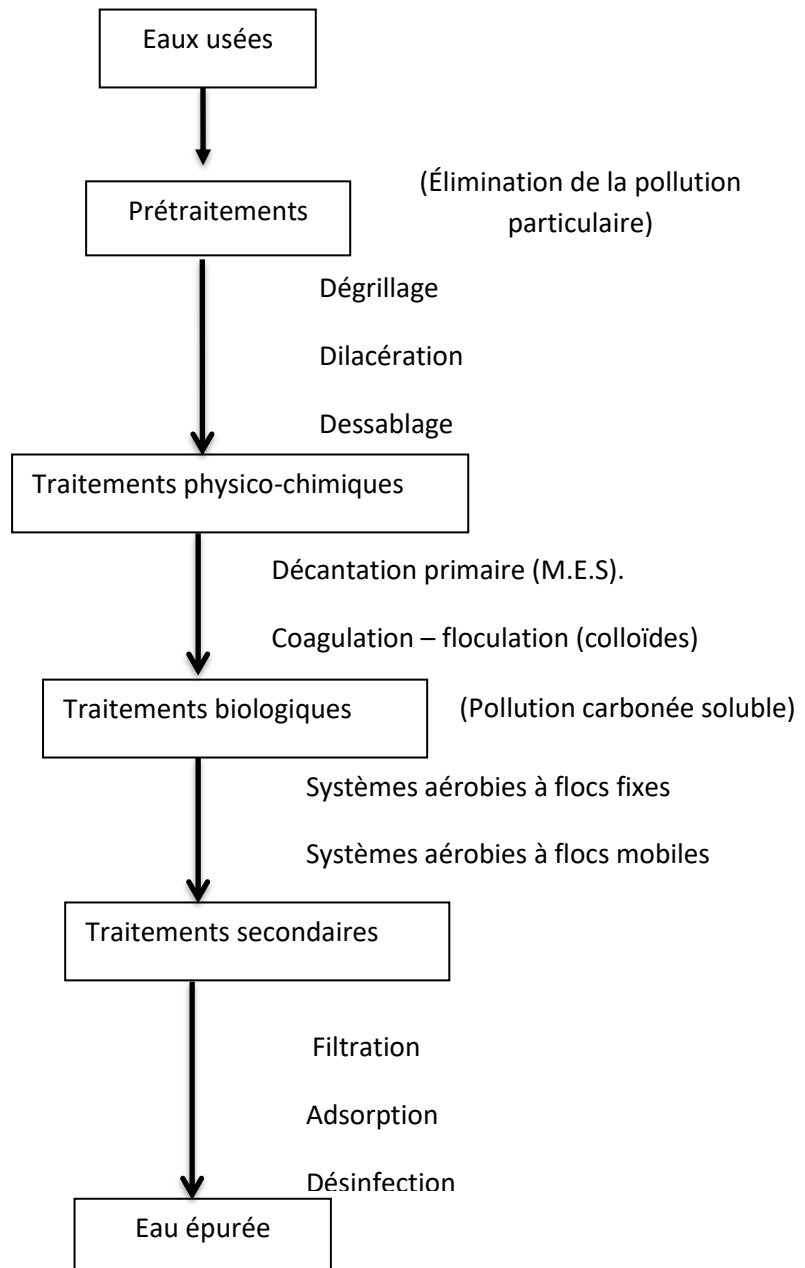 Eaux usées
Prétraitements
(Élimination de la pollution
particulaire)
Dégrillage
Dilacération
Dessablage
Traitements physico-chimiques
Décantation primaire (M.E.S).
Coagulation – floculation (colloïdes)
Traitements biologiques
(Pollution carbonée soluble)
Systèmes aérobies à flocs fixes
Systèmes aérobies à flocs mobiles
Traitements secondaires
Filtration
Adsorption
Désinfection
Eau épurée